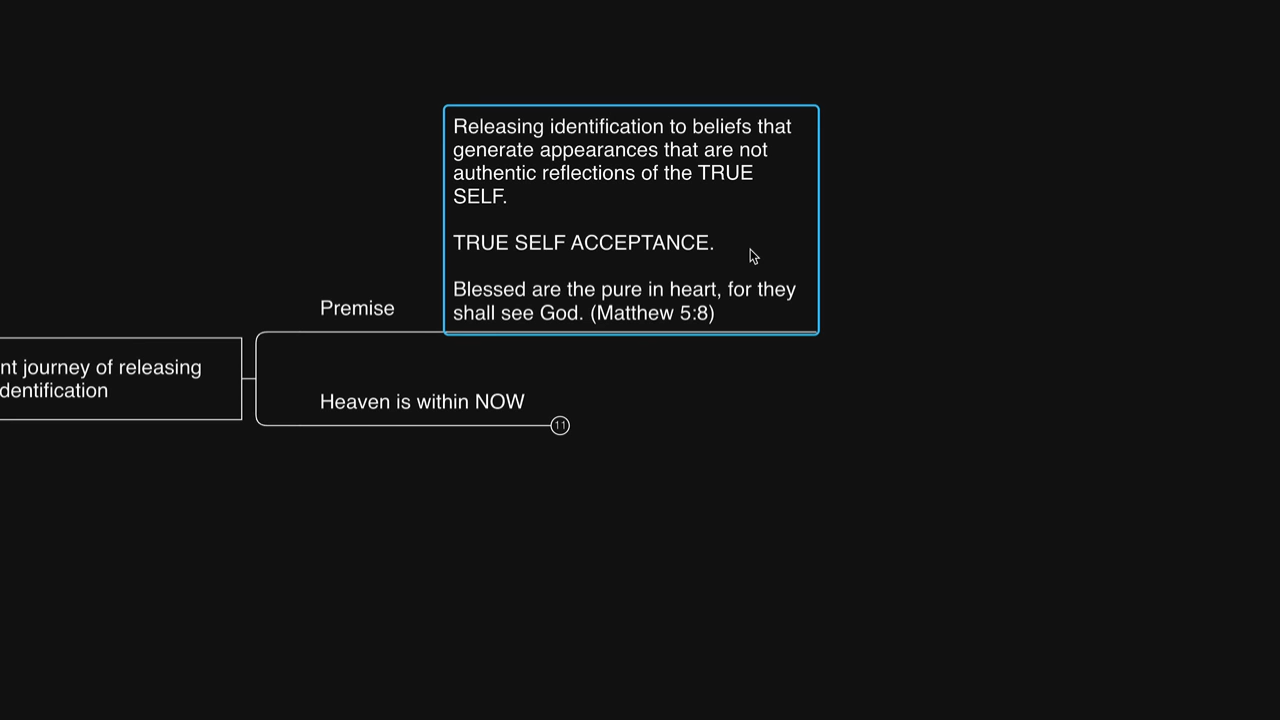 Releasing identification to beliefs that
generate appearances that are not
authentic reflections of the TRUE
SELF.
TRUE SELF ACCEPTANCE.
Blessed are the pure in heart, for they
shall see God. (Matthew 5:8)
Premise
nt journey of releasing
dentification
Heaven is within NOW
11